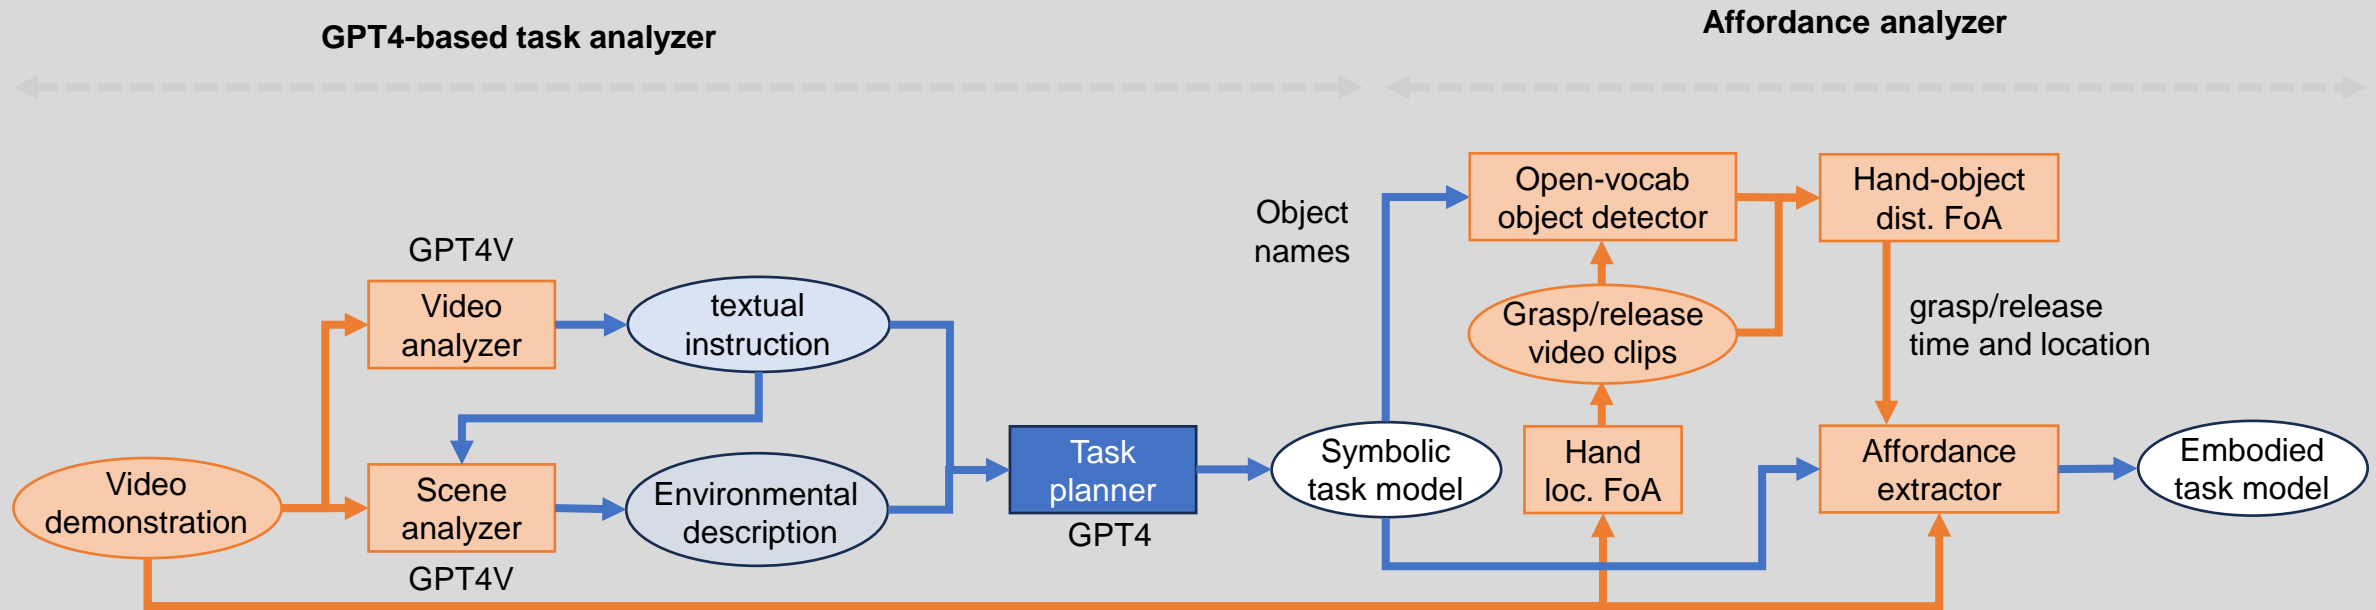 GPT4-based task analyzer
Affordance analyzer
GPT4V
Video
analyzer
textual
instruction
Video
demonstration
Scene
analyzer
GPT4V
Environmental
description
Task
planner
GPT4
Symbolic
task model
Object
names
Open-vocab
object detector
Hand-object
dist. FoA
Grasp/release
video clips
grasp/release
time and location
Hand
loc. FoA
Affordance
extractor
Embodied
task model